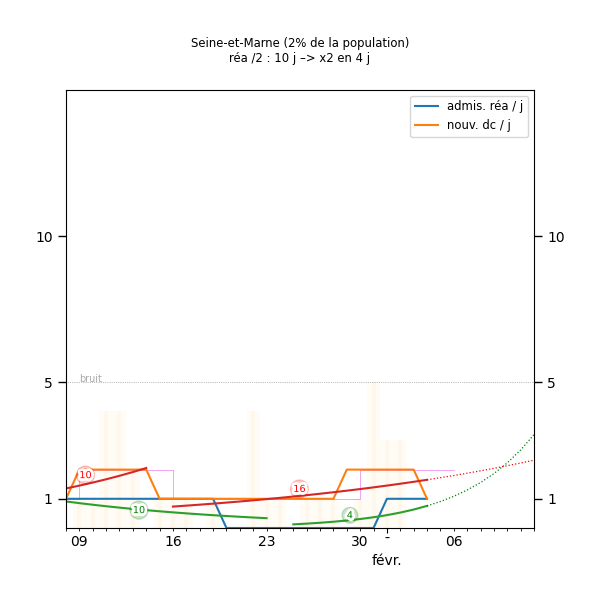 Seine-et-Marne (2% de la population)
réa /2 : 10 j –> x2 en 4 j
admis. réa / j
nouv. dc / j
10
10
bruit
5
5
10
16
10
4
1
1
09
16
23
30
-
06
févr.